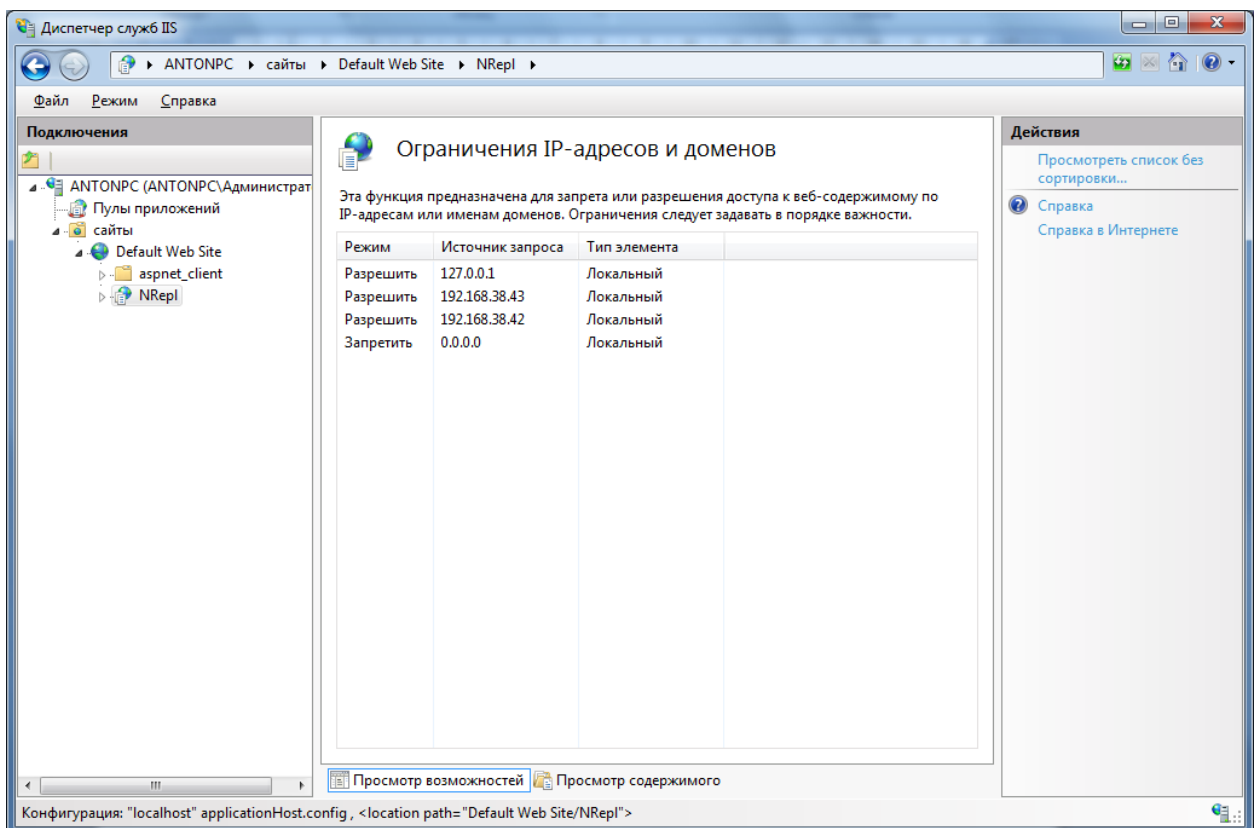 Диспетчер служб IIS
ANTONPC сайты Default Web Site NRepl
Файл Режим Справка
Подключения
ANTONPC (ANTONPC\Администрат
Пулы приложений
сайты
Default Web Site
aspnet_client
NRepl
Ограничения IP-адресов и доменов
Эта функция предназначена для запрета или разрешения доступа к веб-содержимому по
IP-адресам или именам доменов. Ограничения следует задавать в порядке важности.
Режим Источник запроса Тип элемента
Разрешить 127.0.0.1 Локальный
Разрешить 192.168.38.43 Локальный
Разрешить 192.168.38.42 Локальный
Запретить 0.0.0.0 Локальный
Просмотр возможностей Просмотр содержимого
Действия
Просмотреть список без
сортировки...
Справка
Справка в Интернете
Конфигурация: "localhost" applicationHost.config , <location path="Default Web Site/NRepl">